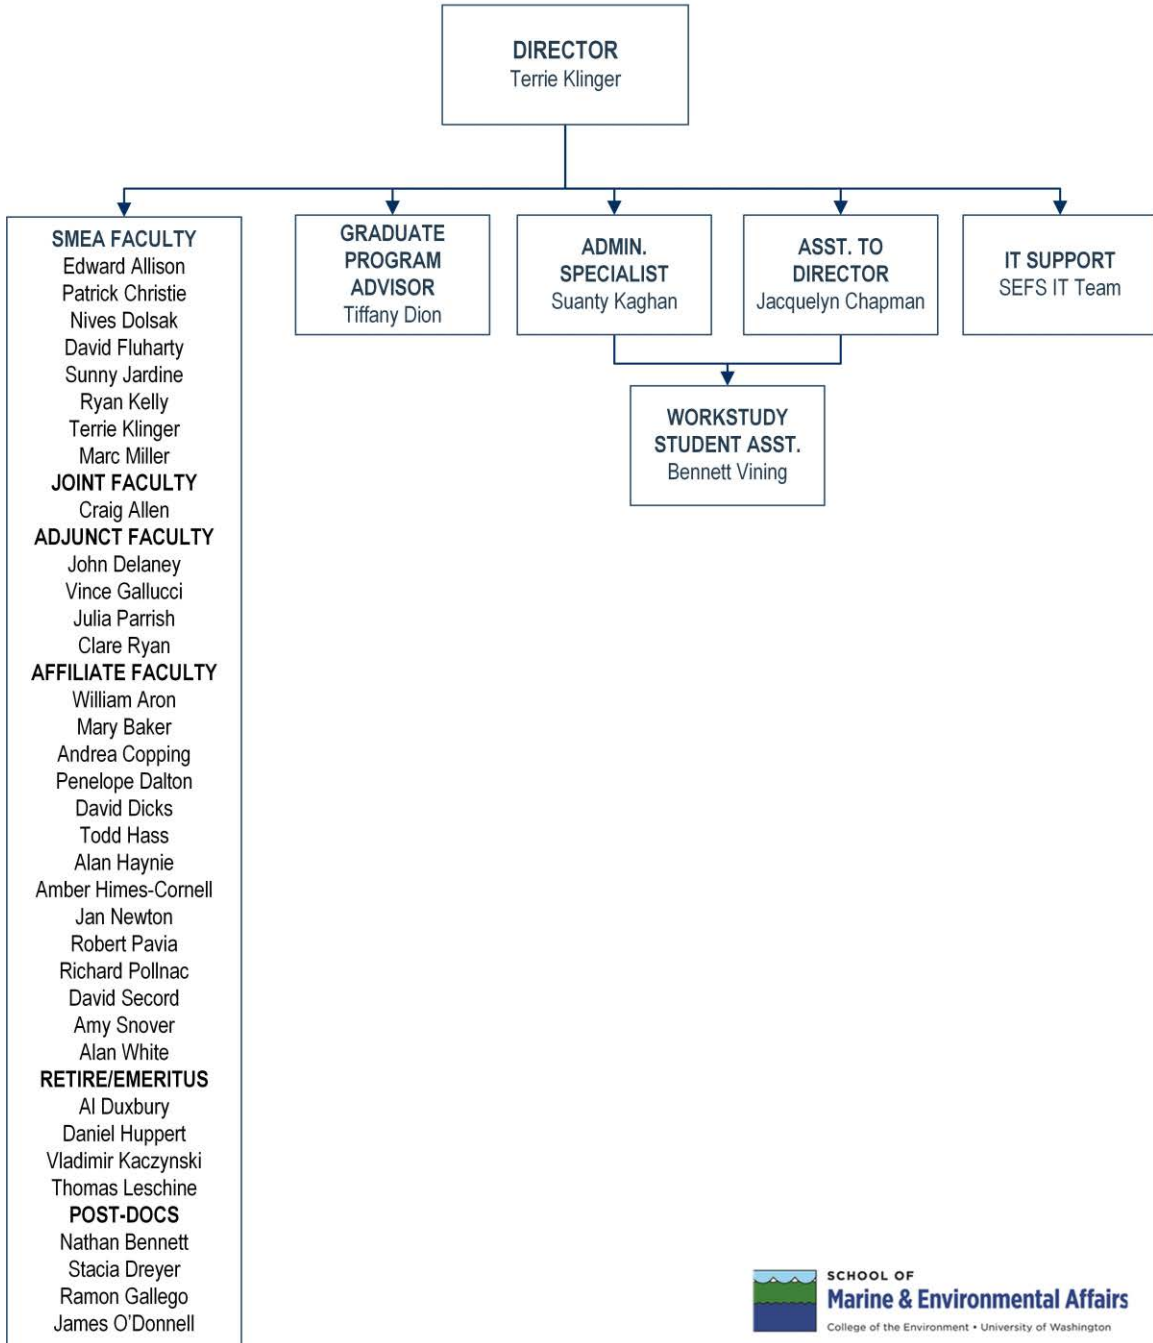 DIRECTOR
Terrie Klinger
SMEA FACULTY
Edward Allison
Patrick Christie
Nives Dolsak
David Fluharty
Sunny Jardine
Ryan Kelly
Terrie Klinger
Marc Miller
JOINT FACULTY
Craig Allen
ADJUNCT FACULTY
John Delaney
Vince Gallucci
Julia Parrish
Clare Ryan
AFFILIATE FACULTY
William Aron
Mary Baker
Andrea Copping
Penelope Dalton
David Dicks
Todd Hass
Alan Haynie
Amber Himes-Cornell
Jan Newton
Robert Pavia
Richard Pollnac
David Secord
Amy Snover
Alan White
RETIRE/EMERITUS
Al Duxbury
Daniel Huppert
Vladimir Kaczynski
Thomas Leschine
POST-DOCS
Nathan Bennett
Stacia Dreyer
Ramon Gallego
James O'Donnell
GRADUATE
PROGRAM
ADVISOR
Tiffany Dion
ADMIN.
SPECIALIST
Suanty Kaghan
ASST. TO
DIRECTOR
Jacquelyn Chapman
IT SUPPORT
SEFS IT Team
WORKSTUDY
STUDENT ASST.
Bennett Vining
SCHOOL OF
Marine & Environmental Affairs
College of the Environment • University of Washington